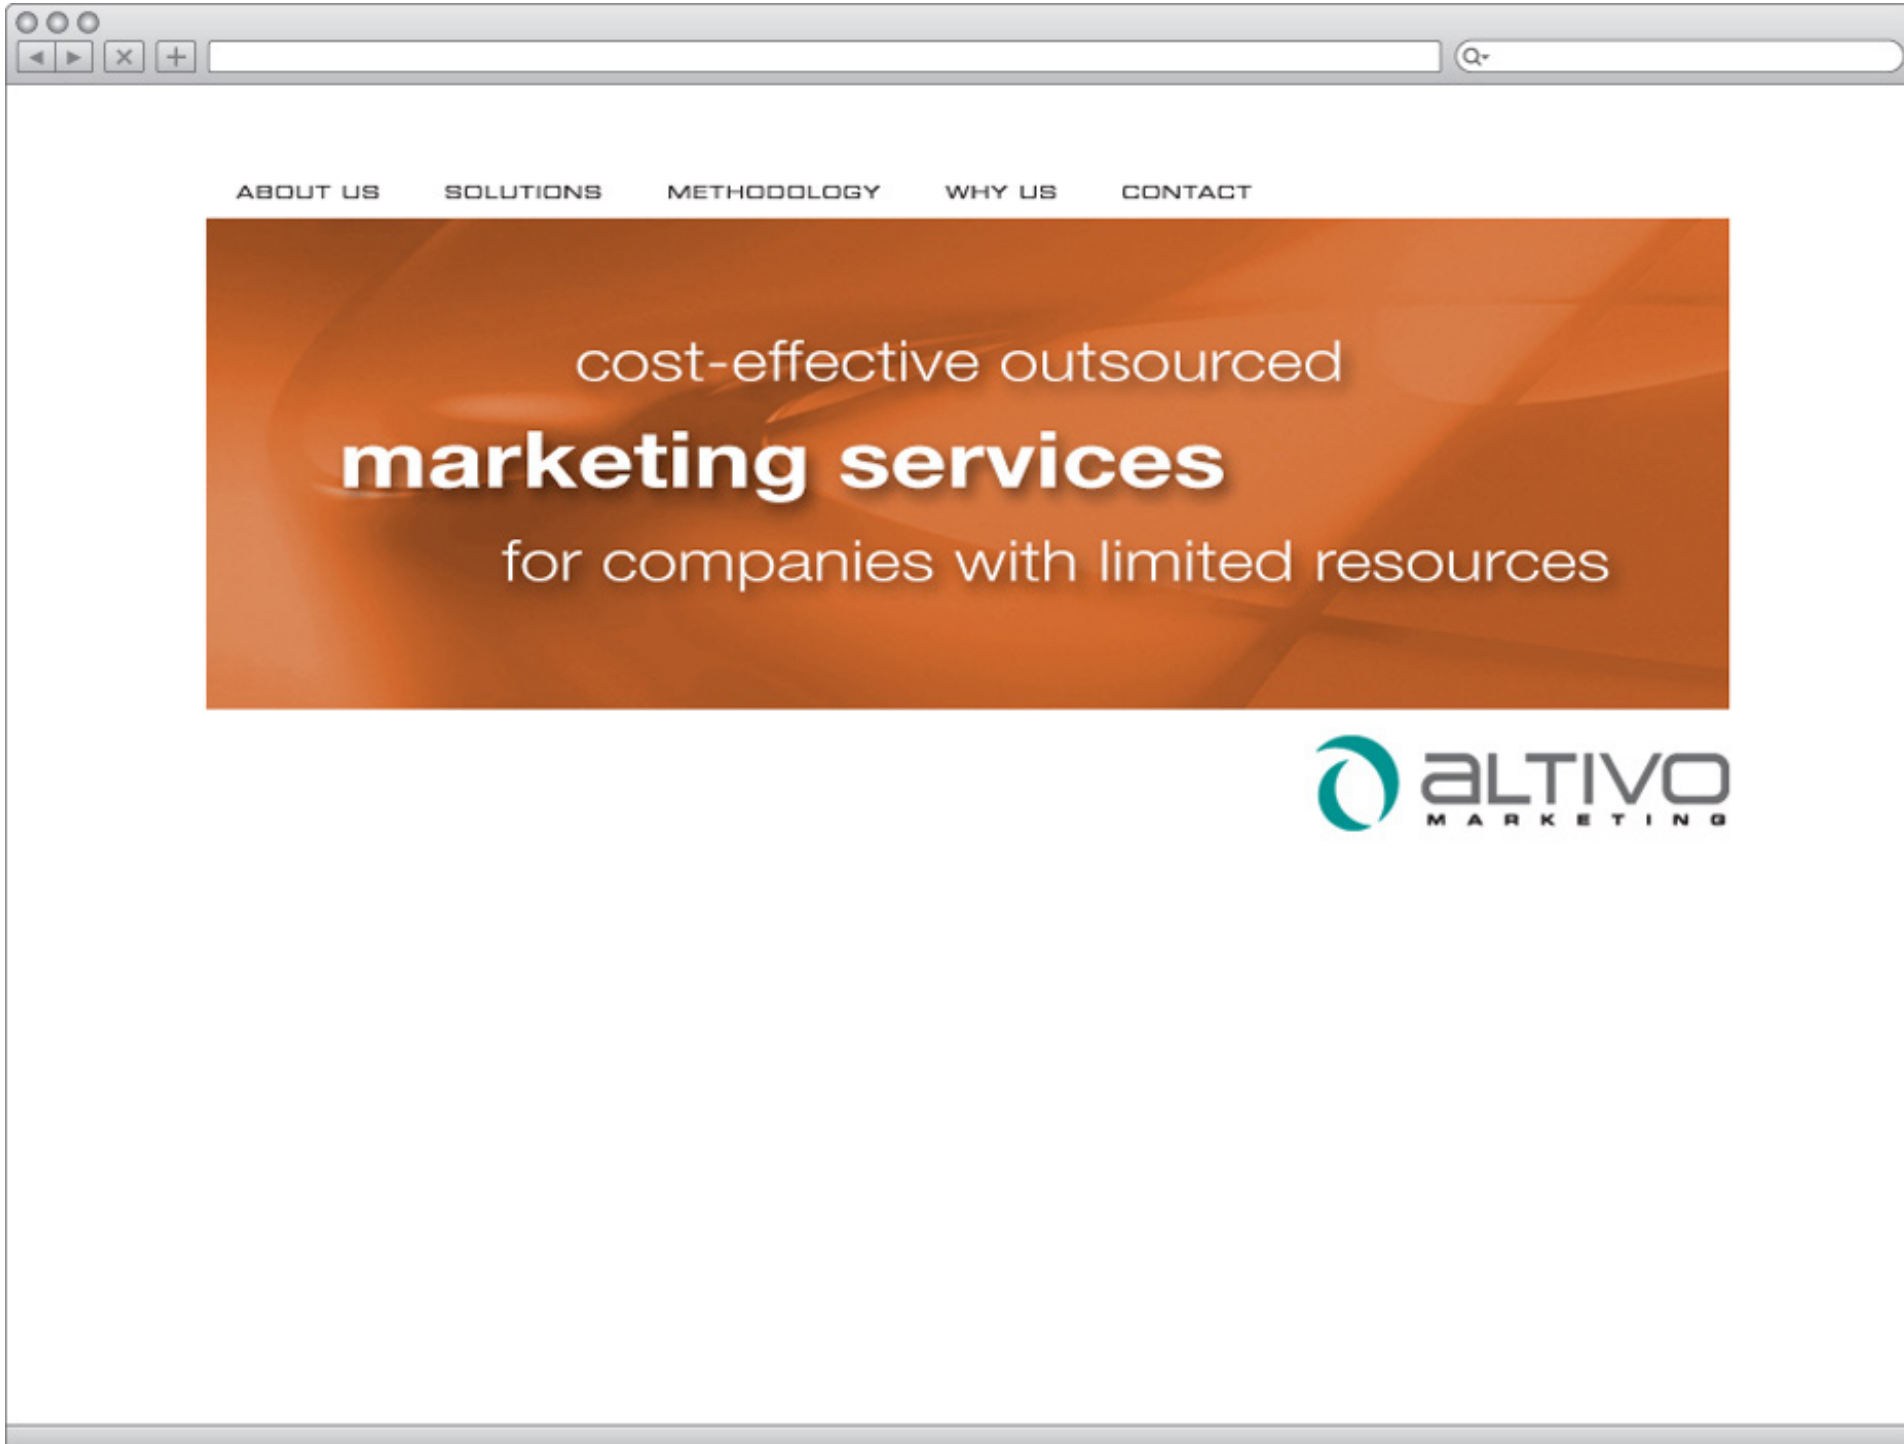 ABOUT US SOLUTIONS METHODOLOGY WHY US CONTACT
cost-effective outsourced
marketing services
for companies with limited resources
aLTIVO
MARKETING